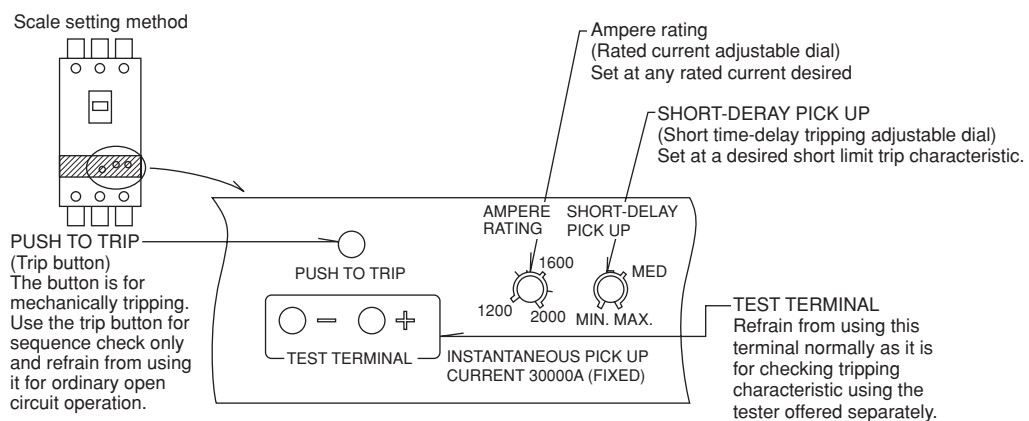 Scale setting method
Ampere rating
(Rated current adjustable dial)
Set at any rated current desired
SHORT-DERAY PICK UP
(Short time-delay tripping adjustable dial)
Set at a desired short limit trip characteristic.
PUSH TO TRIP
(Trip button)
The button is for
mechanically tripping.
Use the trip button for
sequence check only
and refrain from using
it for ordinary open
circuit operation.
PUSH TO TRIP
AMPERE
RATING
1600
1200
2000
SHORT-DELAY
PICK UP
MED
MIN. MAX.
− +
TEST TERMINAL
INSTANTANEOUS PICK UP
CURRENT 30000A (FIXED)
TEST TERMINAL
Refrain from using this
terminal normally as it is
for checking tripping
characteristic using the
tester offered separately.